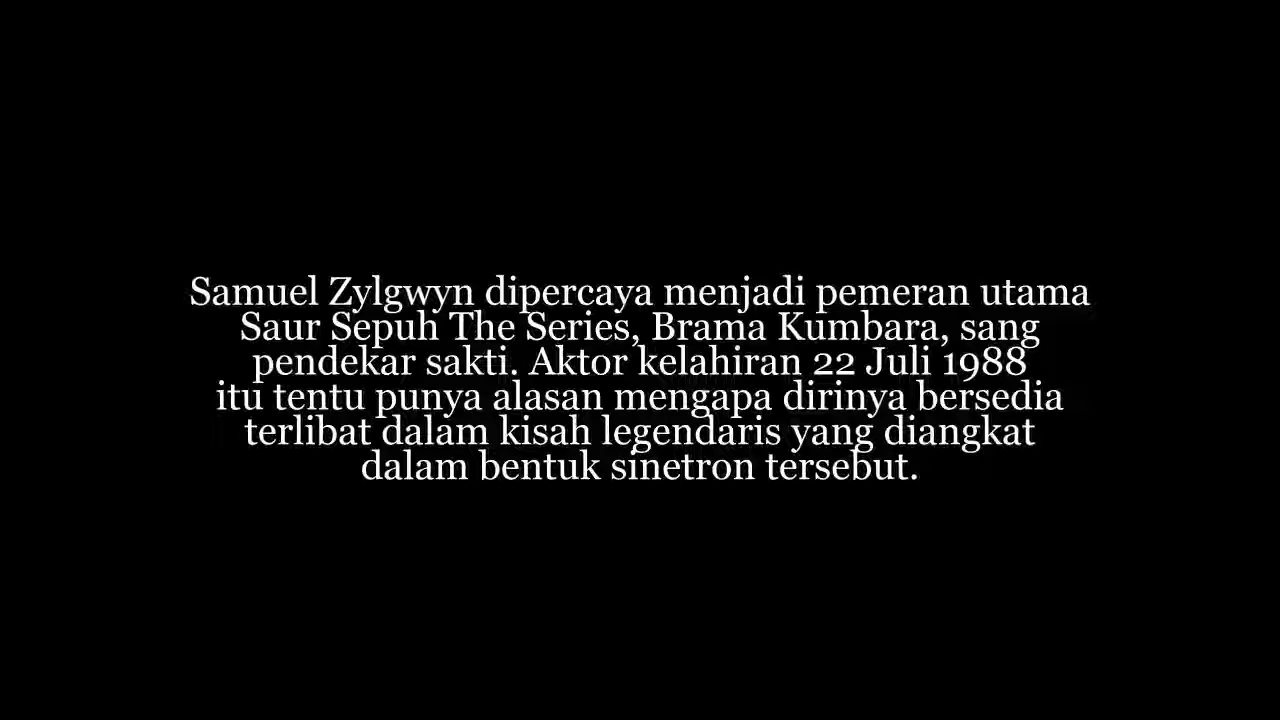 Samuel Zylgwyn dipercaya menjadi pemeran utama
Saur Sepuh The Series, Brama Kumbara, sang
pendekar sakti. Aktor kelahiran 22 Juli 1988
itu tentu punya alasan mengapa dirinya bersedia
terlibat dalam kisah legendaris yang diangkat
dalam bentuk sinetron tersebut.